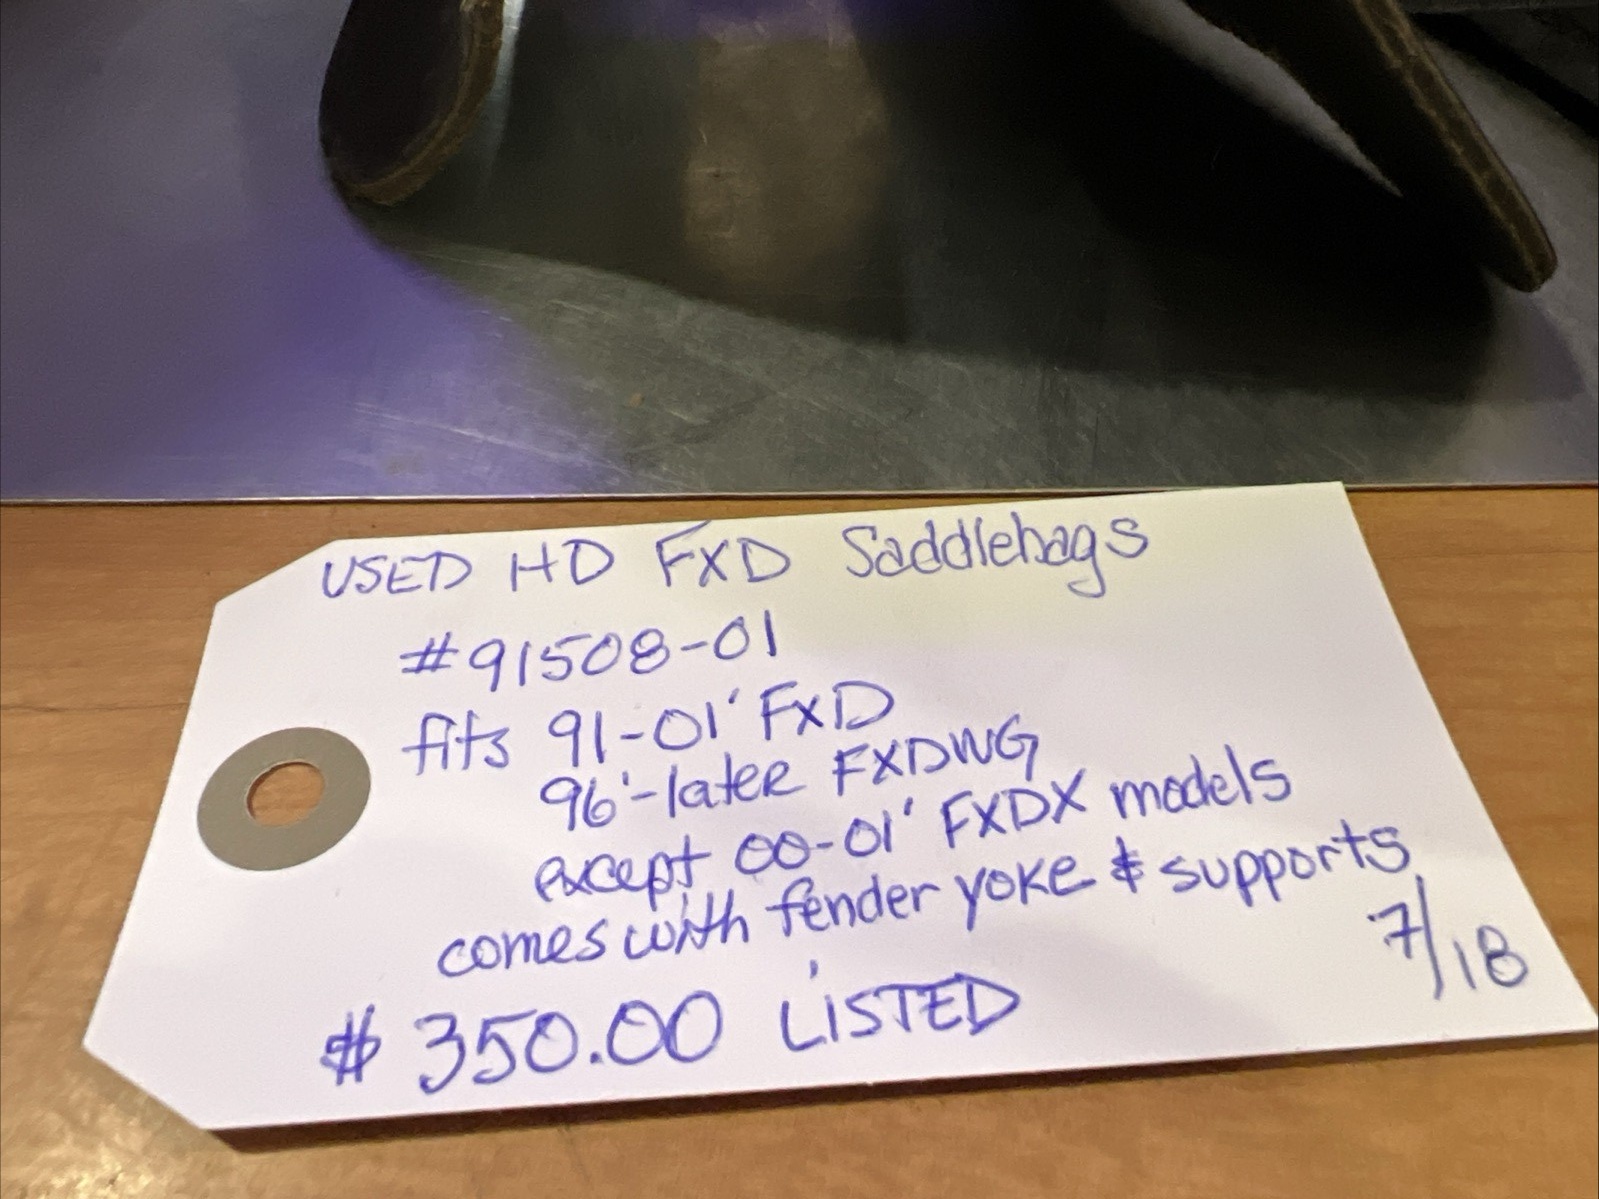 USED HD FXD Saddlebags
#91508-01
fits 91-01' FXD
96'-later FXDWG
except 00-01' FXDX models
comes with fender yoke & supports
7/18
$350.00 LISTED